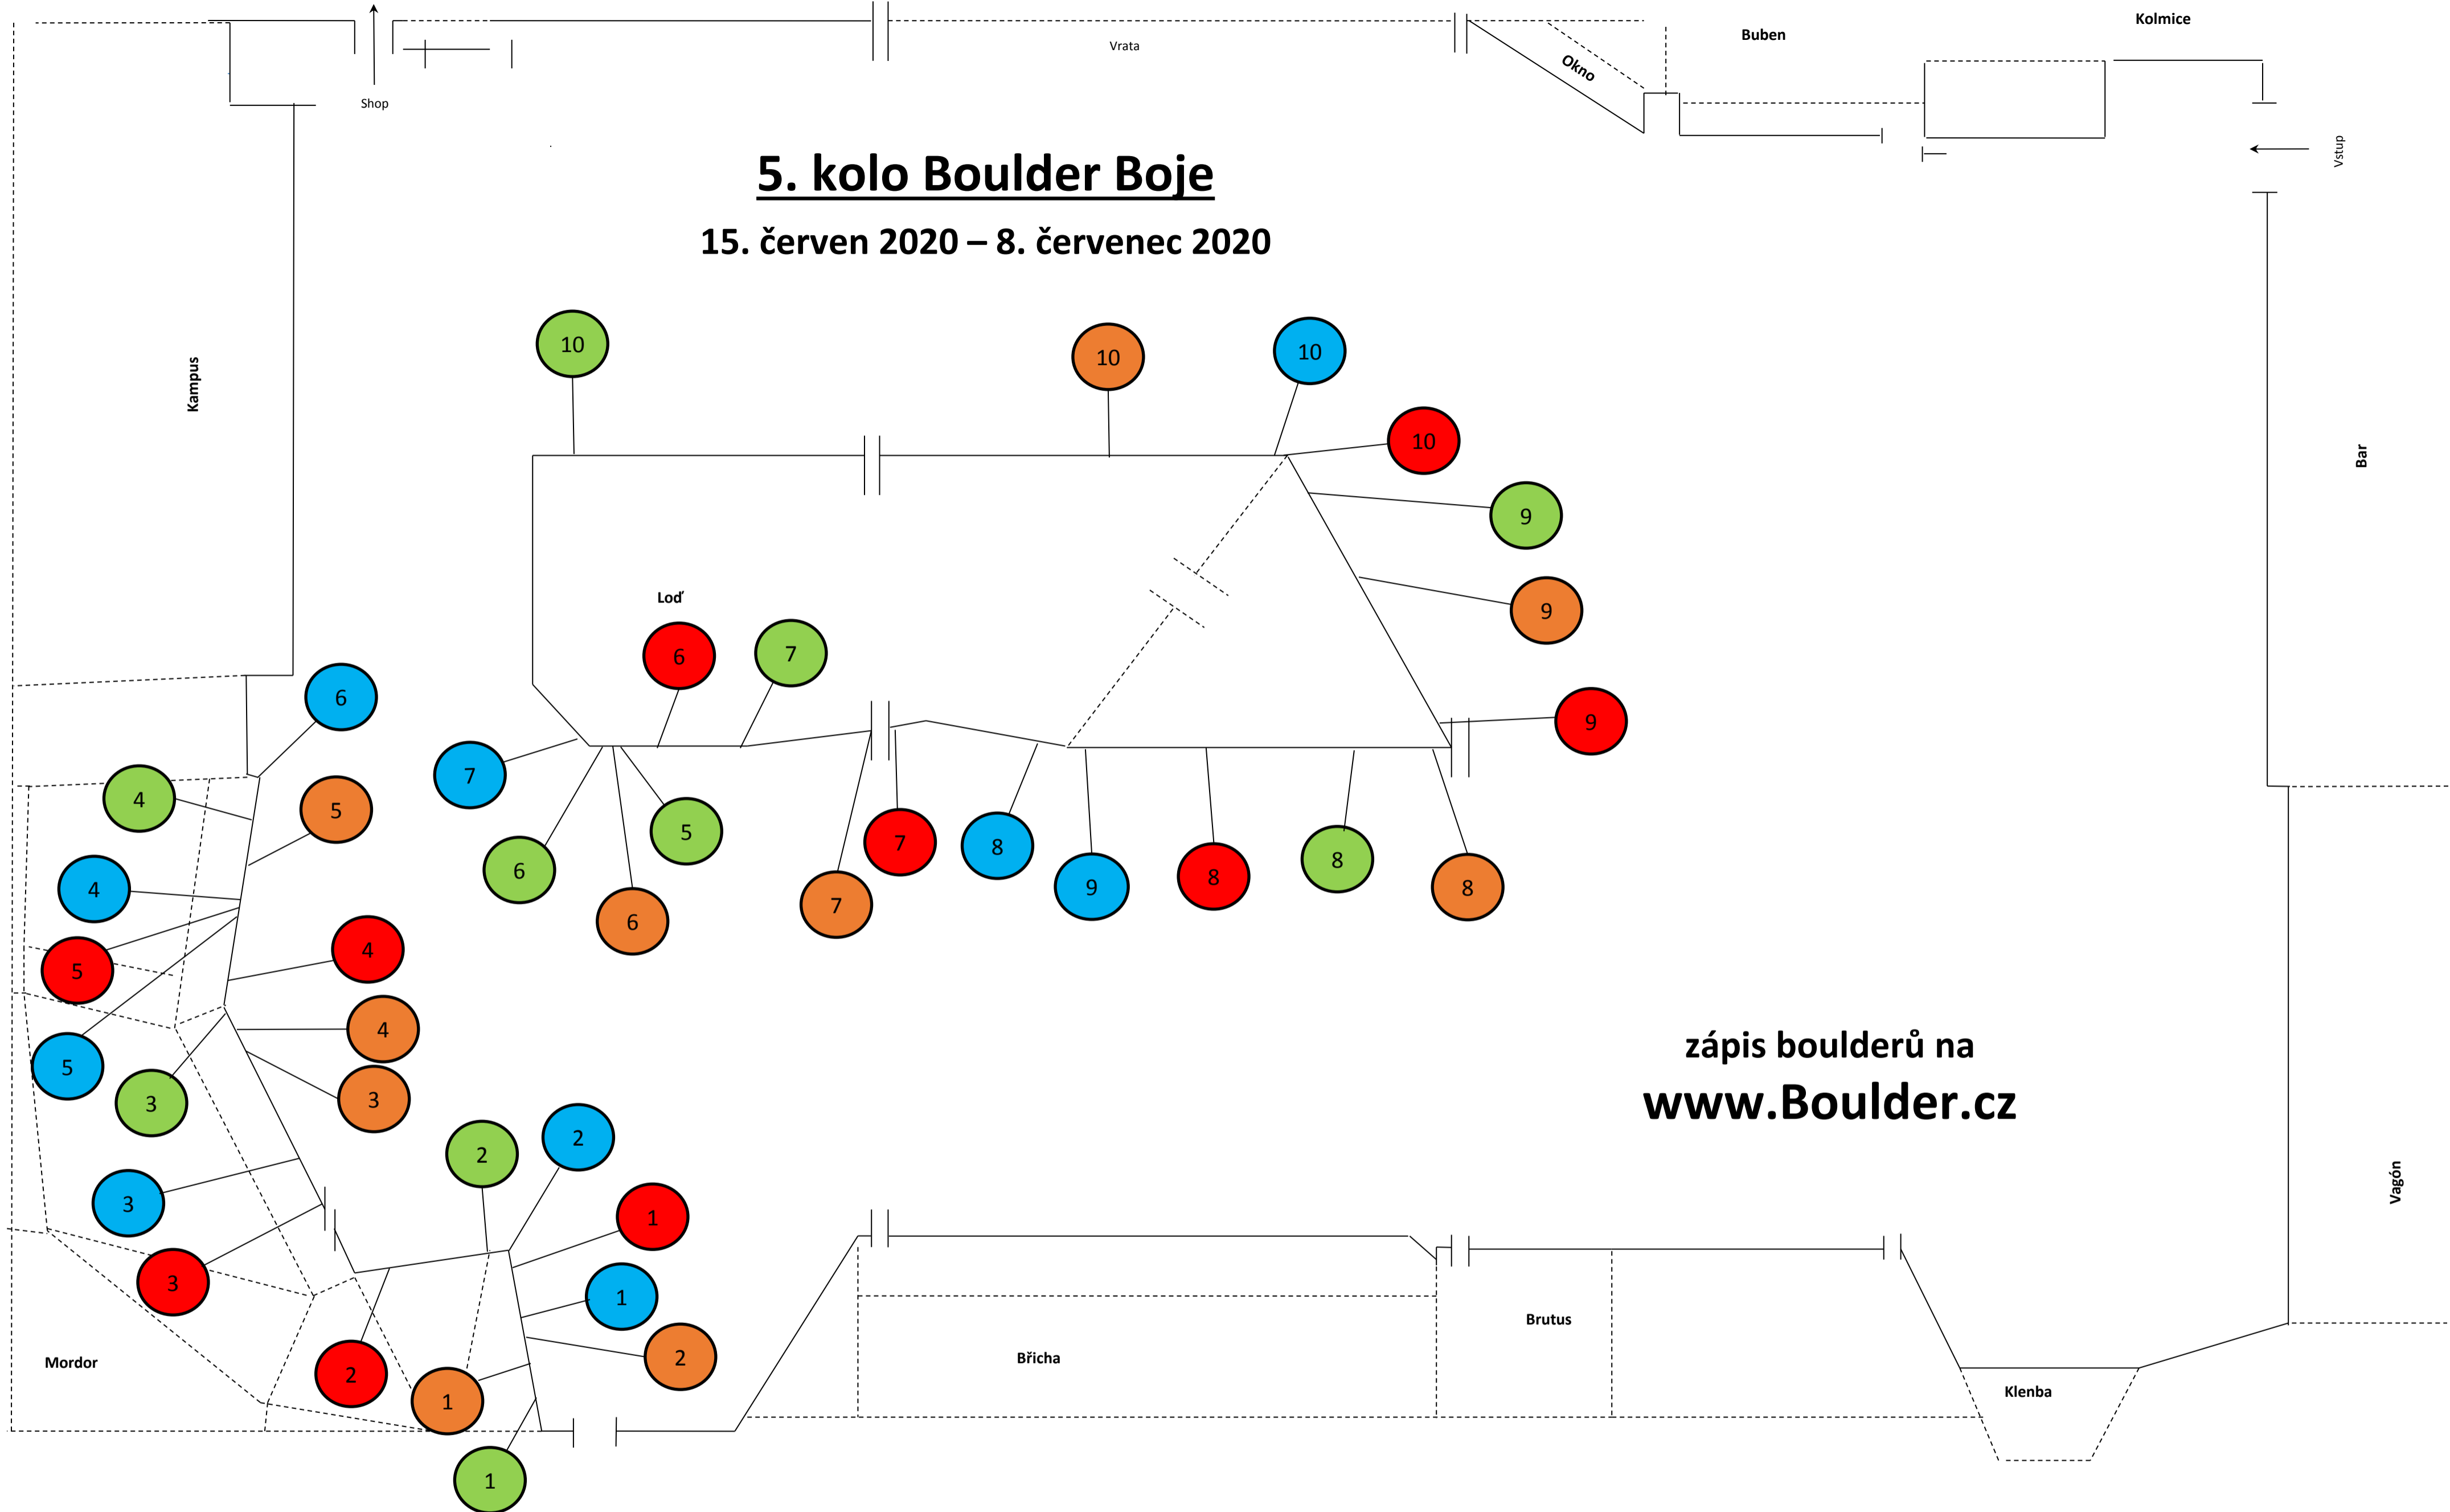 Kolmice
Buben
Vrata
Okno
Shop
Vstup
5. kolo Boulder Boje
15. červen 2020 – 8. červenec 2020
10
10
10
Kampus
10
Bar
9
Loď
9
6
7
6
9
7
4
5
5
7
8
8
8
4
6
9
8
6
7
4
5
4
zápis boulderů na
5
3
www.Boulder.cz
3
2
2
Vagón
3
1
3
1
Brutus
Mordor
Břicha
2
2
Klenba
1
1